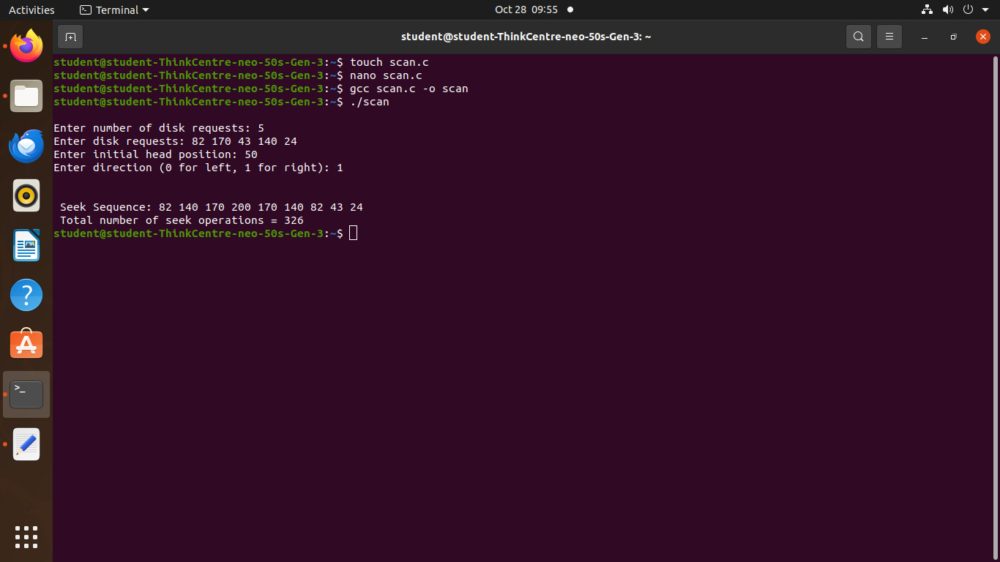 Activities Terminal Oct 28 09:55
student@student-ThinkCentre-neo-50s-Gen-3: ~
student@student-ThinkCentre-neo-50s-Gen-3:~$ touch scan.c
student@student-ThinkCentre-neo-50s-Gen-3:~$ nano scan.c
student@student-ThinkCentre-neo-50s-Gen-3:~$ gcc scan.c -o scan
student@student-ThinkCentre-neo-50s-Gen-3:~$ ./scan
Enter number of disk requests: 5
Enter disk requests: 82 170 43 140 24
Enter initial head position: 50
Enter direction (0 for left, 1 for right): 1
Seek Sequence: 82 140 170 200 170 140 82 43 24
Total number of seek operations = 326
student@student-ThinkCentre-neo-50s-Gen-3:~$